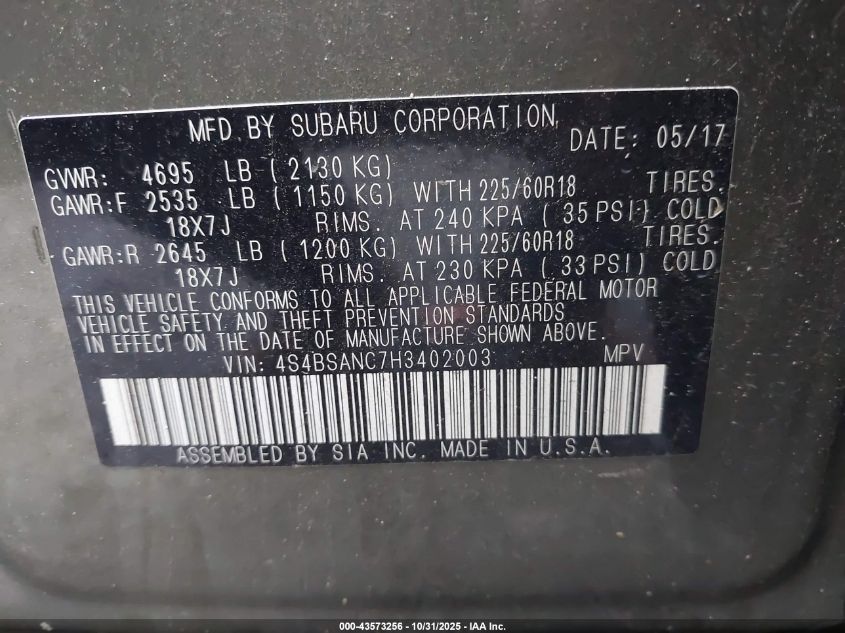 MFD. BY SUBARU CORPORATION DATE: 05/17
GVWR: 4695 LB ( 2130 KG)
GAWR:F 2535 LB ( 1150 KG) WITH 225/60R18 TIRES.
18X7J RIMS. AT 240 KPA ( 35 PSI) COLD
GAWR:R 2645 LB ( 1200 KG) WITH 225/60R18 TIRES.
18X7J RIMS. AT 230 KPA ( 33 PSI) COLD
THIS VEHICLE CONFORMS TO ALL APPLICABLE FEDERAL MOTOR
VEHICLE SAFETY AND THEFT PREVENTION STANDARDS
IN EFFECT ON THE DATE OF MANUFACTURE SHOWN ABOVE.
VIN: 4S4BSANC7H3402003 MPV
ASSEMBLED BY SIA INC. MADE IN U.S.A.
000-43573256 - 10/31/2025 - IAA Inc.